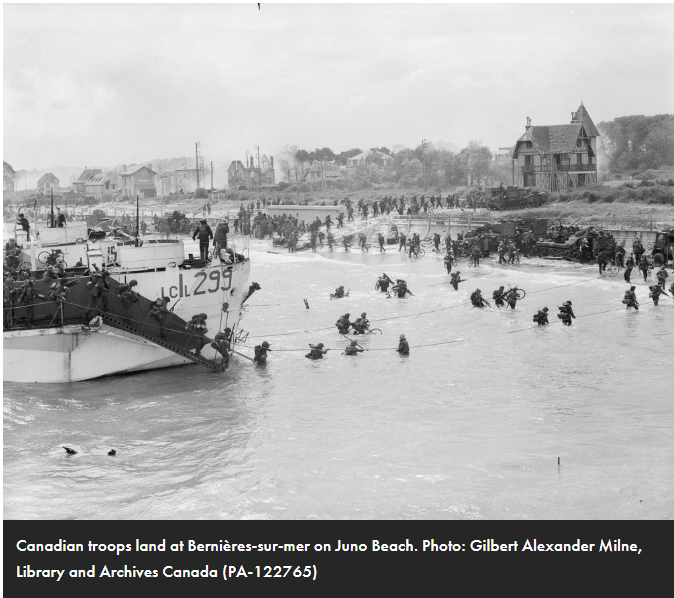 LCI(L) 299
Canadian troops land at Bernières-sur-mer on Juno Beach. Photo: Gilbert Alexander Milne,
Library and Archives Canada (PA-122765)